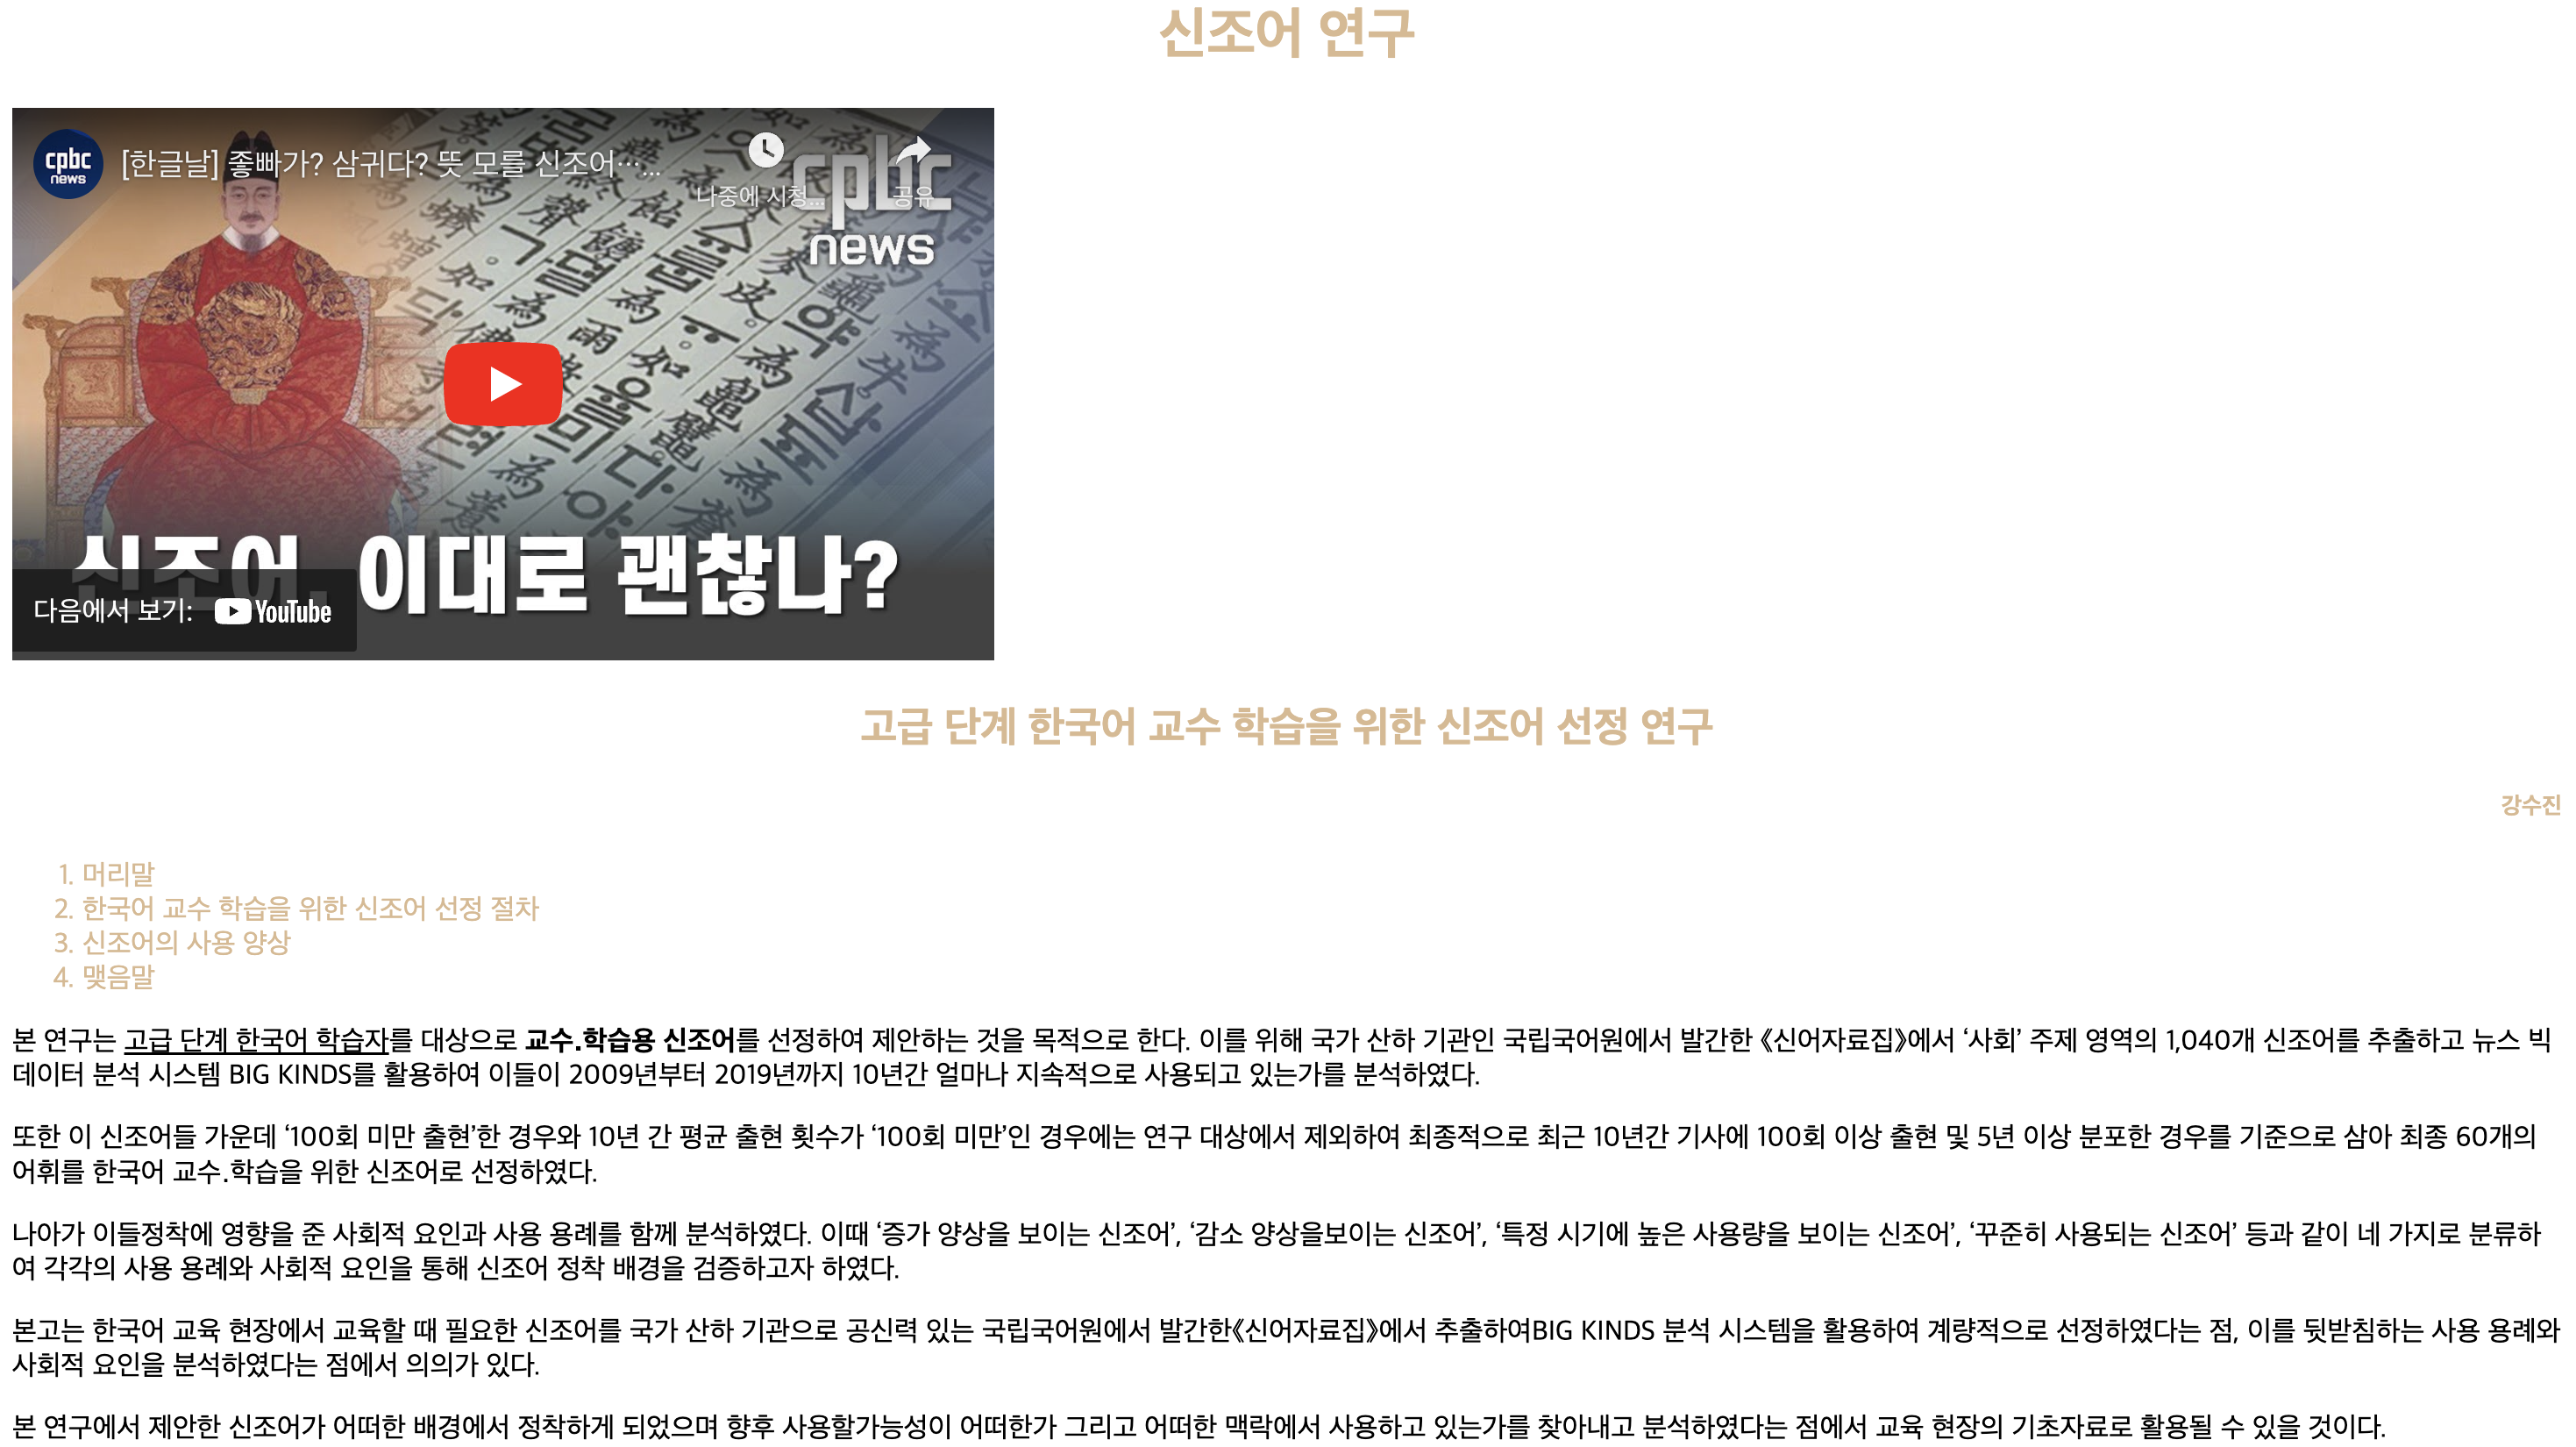 신조어 연구
cpbc
news
[한글날] 좋빠가? 삼귀다? 뜻 모를 신조어…...
나중에 시청...
공유
cpbc
news
신조어, 이대로 괜찮나?
다음에서 보기: YouTube
고급 단계 한국어 교수 학습을 위한 신조어 선정 연구
강수진
1. 머리말
2. 한국어 교수 학습을 위한 신조어 선정 절차
3. 신조어의 사용 양상
4. 맺음말
본 연구는 고급 단계 한국어 학습자를 대상으로 교수.학습용 신조어를 선정하여 제안하는 것을 목적으로 한다. 이를 위해 국가 산하 기관인 국립국어원에서 발간한 《신어자료집》에서 ‘사회’ 주제 영역의 1,040개 신조어를 추출하고 뉴스 빅
데이터 분석 시스템 BIG KINDS를 활용하여 이들이 2009년부터 2019년까지 10년간 얼마나 지속적으로 사용되고 있는가를 분석하였다.
또한 이 신조어들 가운데 ‘100회 미만 출현’한 경우와 10년 간 평균 출현 횟수가 ‘100회 미만’인 경우에는 연구 대상에서 제외하여 최종적으로 최근 10년간 기사에 100회 이상 출현 및 5년 이상 분포한 경우를 기준으로 삼아 최종 60개의
어휘를 한국어 교수.학습을 위한 신조어로 선정하였다.
나아가 이들정착에 영향을 준 사회적 요인과 사용 용례를 함께 분석하였다. 이때 ‘증가 양상을 보이는 신조어’, ‘감소 양상을보이는 신조어’, ‘특정 시기에 높은 사용량을 보이는 신조어’, ‘꾸준히 사용되는 신조어’ 등과 같이 네 가지로 분류하
여 각각의 사용 용례와 사회적 요인을 통해 신조어 정착 배경을 검증하고자 하였다.
본고는 한국어 교육 현장에서 교육할 때 필요한 신조어를 국가 산하 기관으로 공신력 있는 국립국어원에서 발간한《신어자료집》에서 추출하여BIG KINDS 분석 시스템을 활용하여 계량적으로 선정하였다는 점, 이를 뒷받침하는 사용 용례와
사회적 요인을 분석하였다는 점에서 의의가 있다.
본 연구에서 제안한 신조어가 어떠한 배경에서 정착하게 되었으며 향후 사용할가능성이 어떠한가 그리고 어떠한 맥락에서 사용하고 있는가를 찾아내고 분석하였다는 점에서 교육 현장의 기초자료로 활용될 수 있을 것이다.